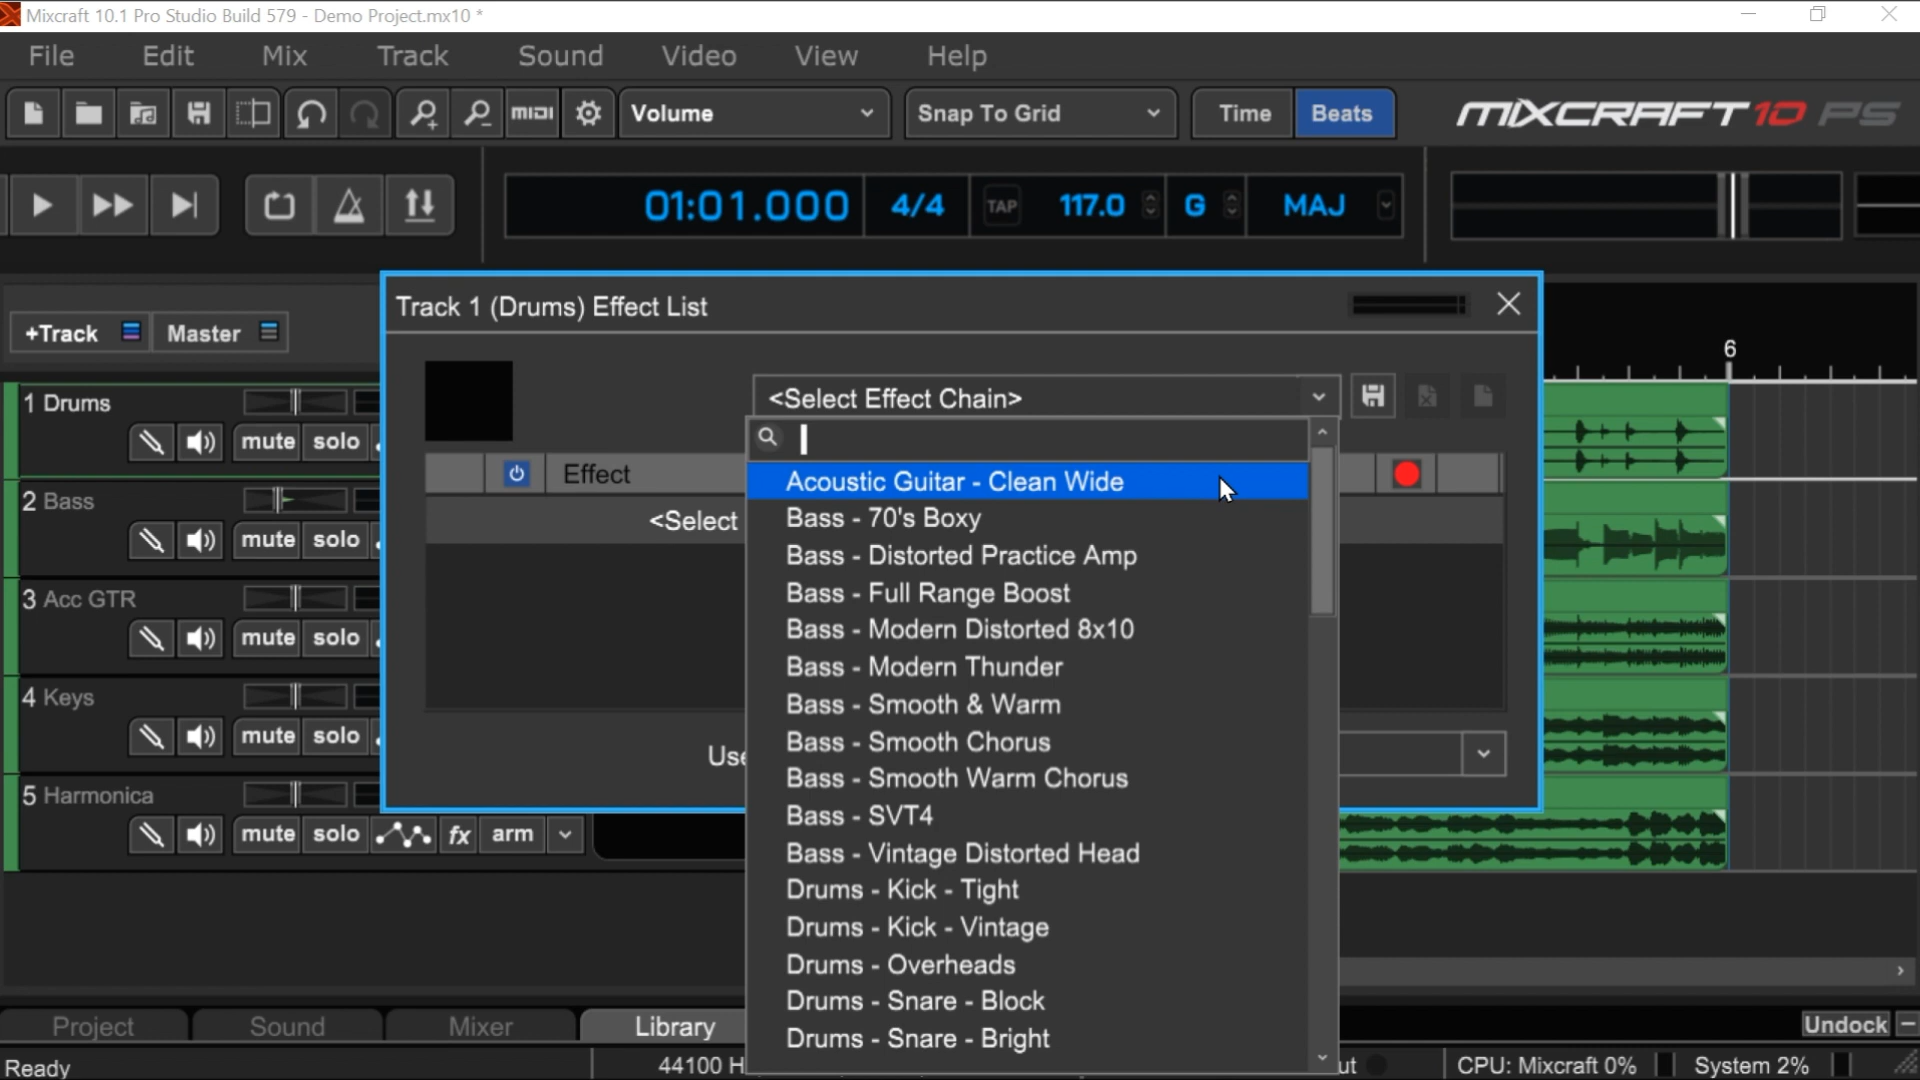 Mixcraft 10.1 Pro Studio Build 579 - Demo Project.mx10 *
File Edit Mix Track Sound Video View Help
MIDI Volume Snap To Grid Time Beats MIXCRAFT 10 PS
01:01.000 4/4 TAP 117.0 G MAJ
Track 1 (Drums) Effect List
+Track Master
6
<Select Effect Chain>
1 Drums
mute solo
Effect
<Select
Acoustic Guitar - Clean Wide
Bass - 70's Boxy
Bass - Distorted Practice Amp
Bass - Full Range Boost
Bass - Modern Distorted 8x10
Bass - Modern Thunder
Bass - Smooth & Warm
Bass - Smooth Chorus
Bass - Smooth Warm Chorus
Bass - SVT4
Bass - Vintage Distorted Head
Drums - Kick - Tight
Drums - Kick - Vintage
Drums - Overheads
Drums - Snare - Block
Drums - Snare - Bright
2 Bass
mute solo
3 Acc GTR
mute solo
4 Keys
mute solo
5 Harmonica
mute solo fx arm
Project Sound Mixer Library Undock
Ready 44100 H CPU: Mixcraft 0% System 2%